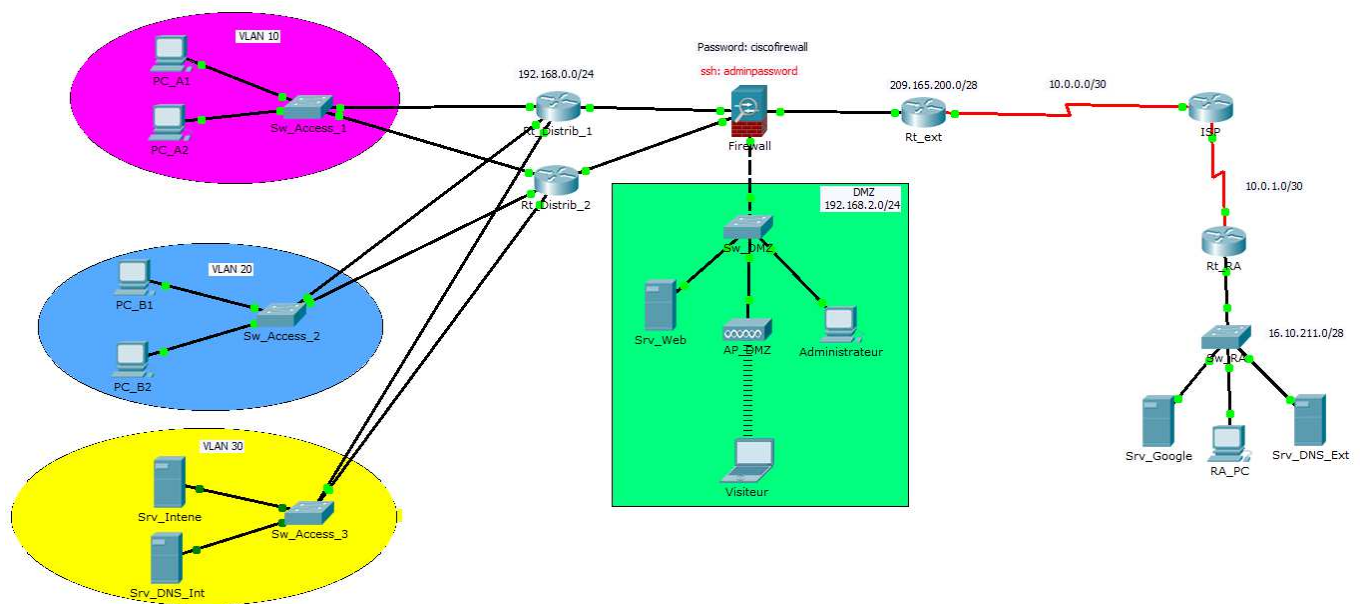 VLAN 10
PC_A1
PC_A2
Sw_Access_1
192.168.0.0/24
Rt_Distrib_1
Rt_Distrib_2
Password: ciscofirewall
ssh: adminpassword
Firewall
209.165.200.0/28
Rt_ext
10.0.0.0/30
ISP
10.0.1.0/30
Rt_RA
DMZ
192.168.2.0/24
Sw_DMZ
Srv_Web
AP_DMZ
Administrateur
Visiteur
16.10.211.0/28
Sw_RA
Srv_Google
RA_PC
Srv_DNS_Ext
VLAN 20
PC_B1
PC_B2
Sw_Access_2
VLAN 30
Srv_Intene
Srv_DNS_Int
Sw_Access_3